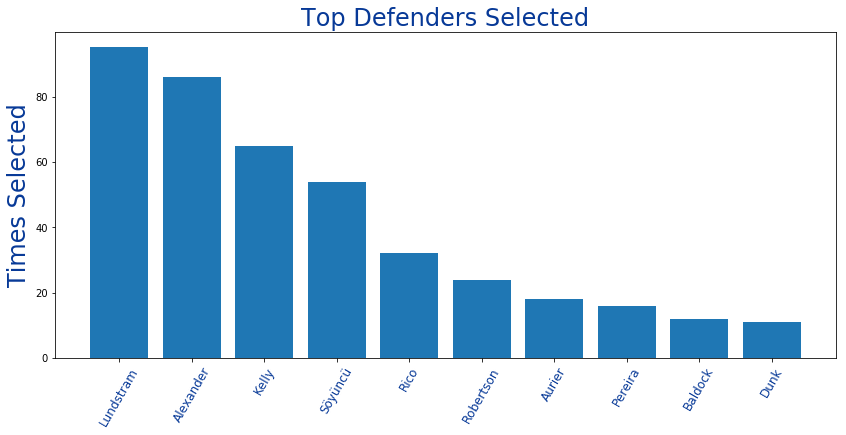 Top Defenders Selected
Times Selected
80
60
40
20
0
Lundstram
Alexander
Kelly
Söyüncü
Rico
Robertson
Aurier
Pereira
Baldock
Dunk